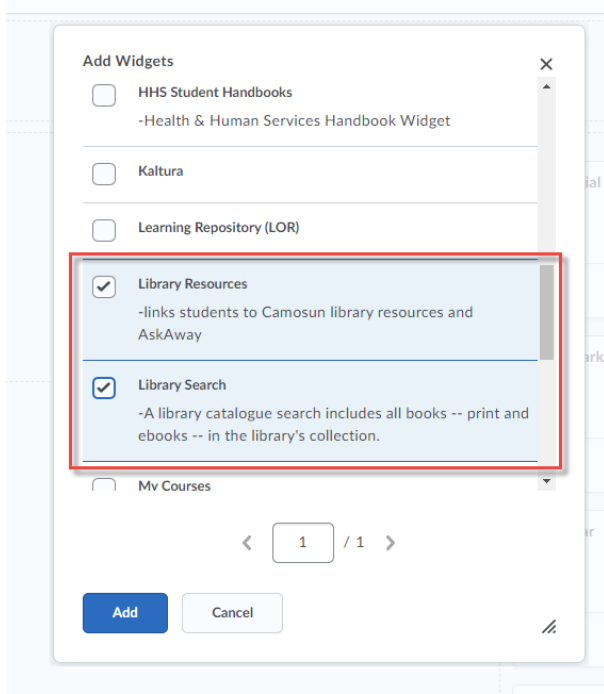 Add Widgets
HHS Student Handbooks
-Health & Human Services Handbook Widget
Kaltura
Learning Repository (LOR)
Library Resources
-links students to Camosun library resources and
AskAway
Library Search
-A library catalogue search includes all books -- print and
ebooks -- in the library's collection.
My Courses
1 / 1
Add Cancel